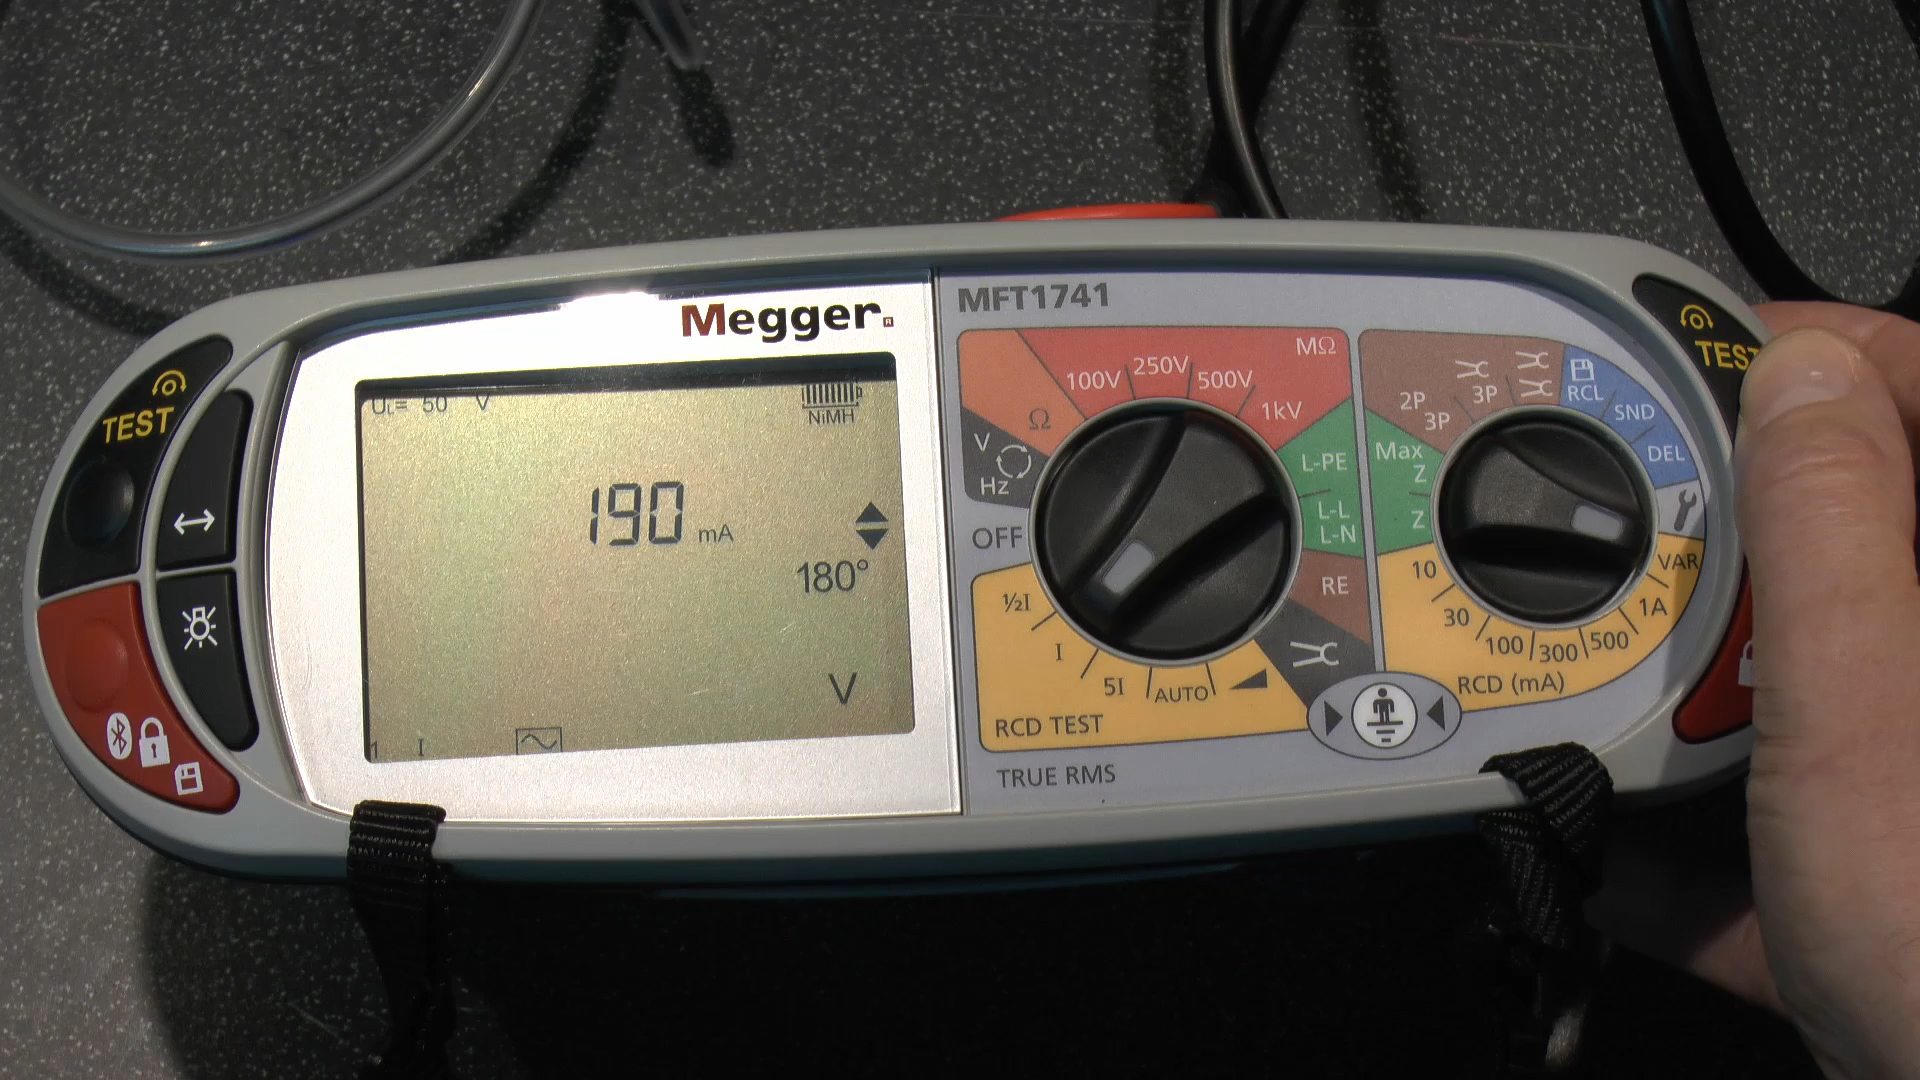 Megger
MFT1741
TEST
UL= 50 V
NiMH
190 mA
180°
V
1 I
Ω
100V
250V
500V
1kV
MΩ
V
Hz
OFF
L-PE
L-L
L-N
RE
½I
I
5I
AUTO
RCD TEST
TRUE RMS
2P
3P
3P
RCL
SND
DEL
Max
Z
Z
10
30
100
300
500
1A
VAR
RCD (mA)
TEST